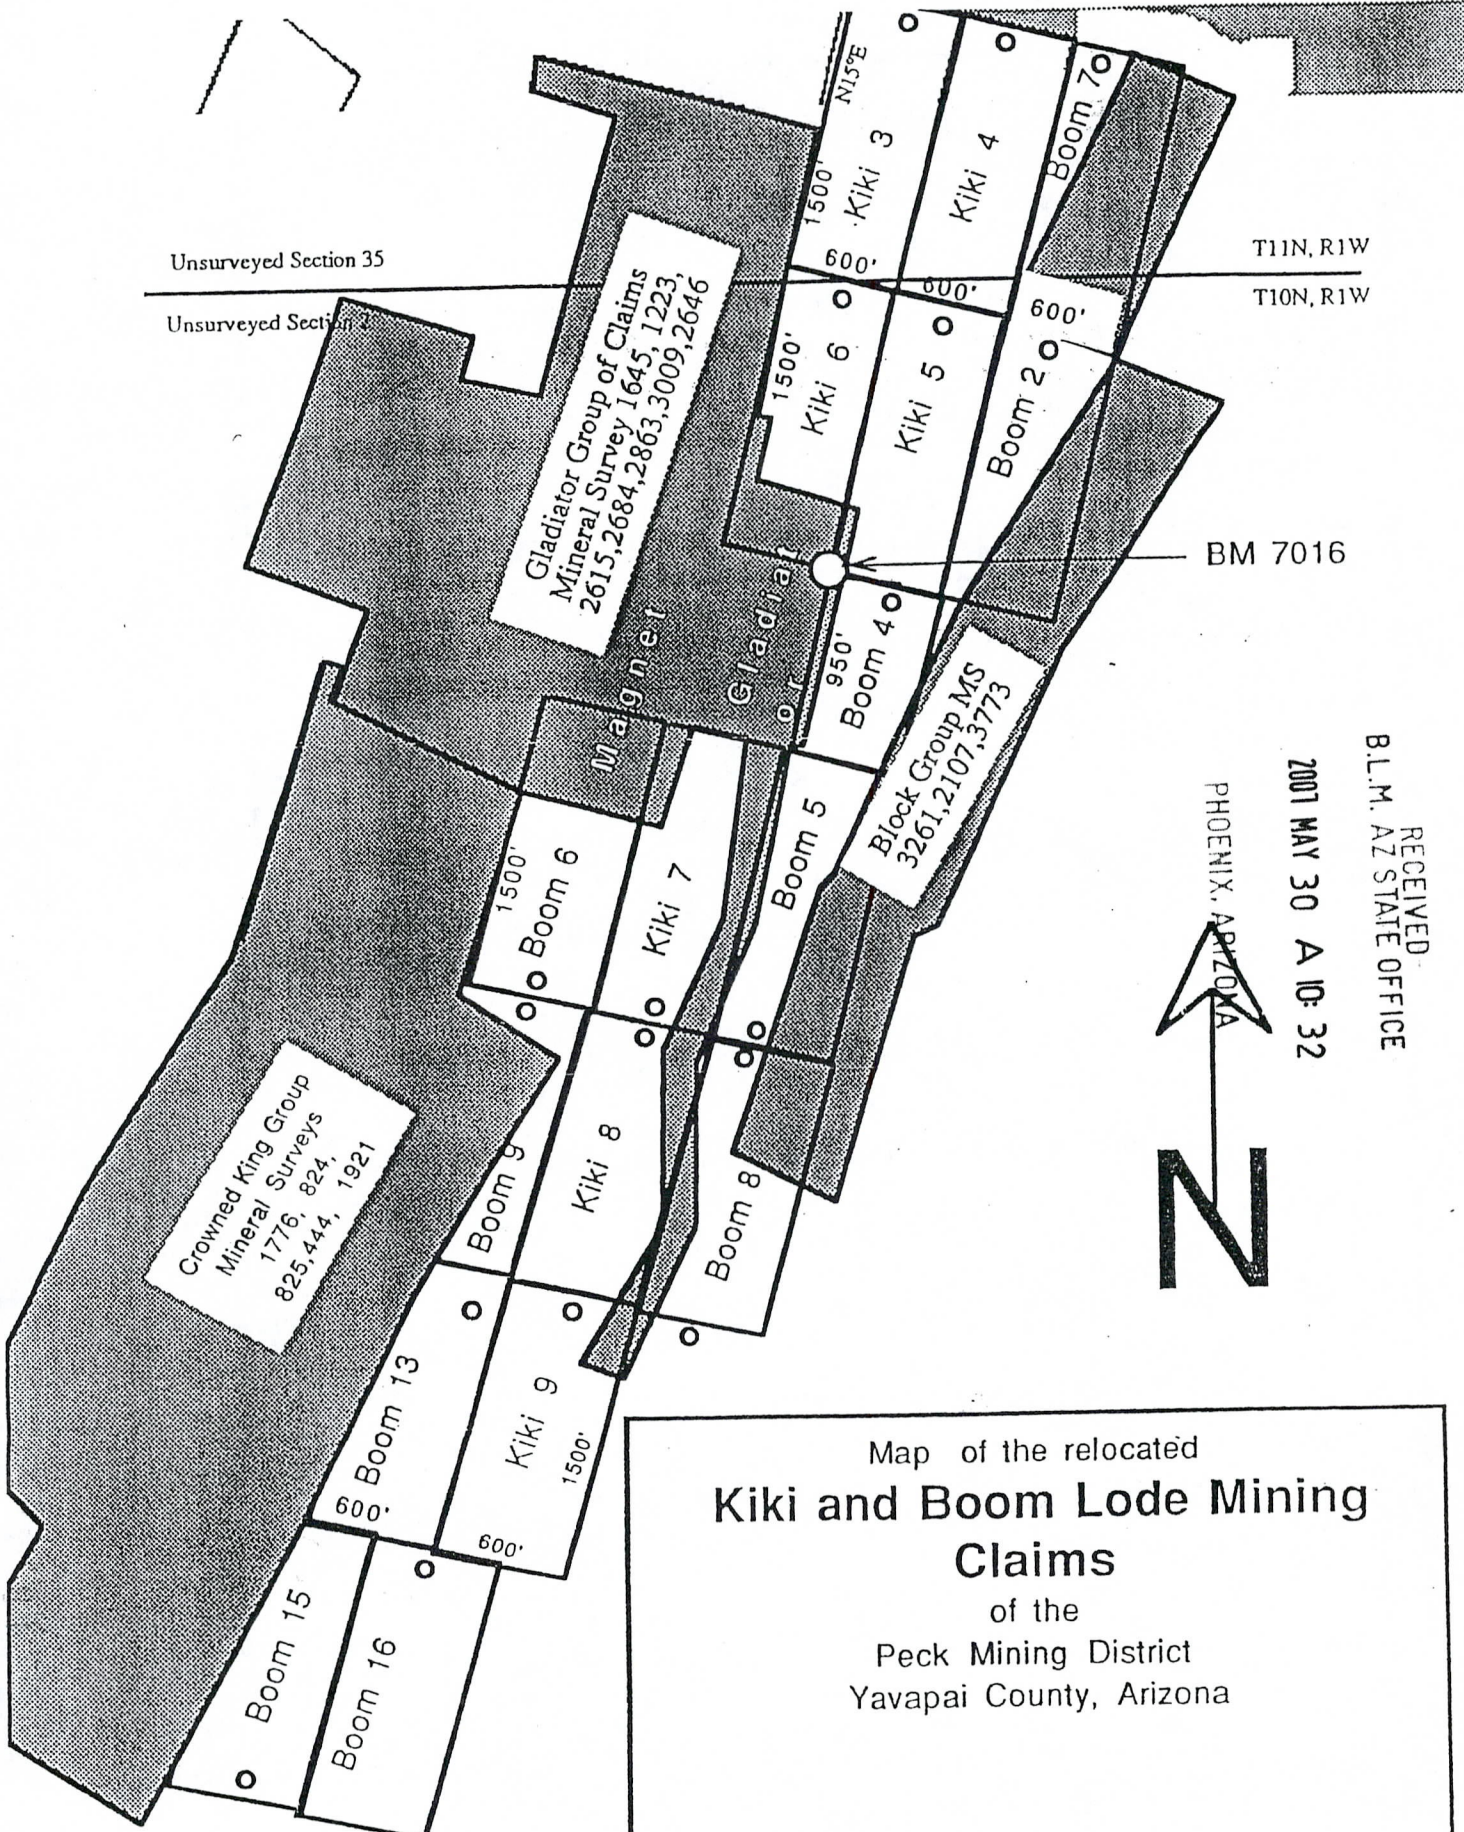 N15°E
Kiki 3
1500'
Kiki 4
Boom 7
600'
600'
Unsurveyed Section 35
T11N, R1W
T10N, R1W
Unsurveyed Section
Gladiator Group of Claims
Mineral Survey 1645, 1223,
2615,2684,2863,3009,2646
1500'
Kiki 6
Kiki 5
600'
Boom 2
BM 7016
Magnet
Gladiat
or
950'
Boom 4
Block Group MS
3261,2107,3773
RECEIVED
B.L.M. AZ STATE OFFICE
2001 MAY 30 A 10: 32
PHOENIX, ARIZONA
1500'
Boom 6
Kiki 7
Boom 5
Crowned King Group
Mineral Surveys
1776, 824,
825,444, 1921
Boom 9
Kiki 8
Boom 8
N
Boom 13
600'
Kiki 9
1500'
600'
Boom 15
Boom 16
Map of the relocated
Kiki and Boom Lode Mining
Claims
of the
Peck Mining District
Yavapai County, Arizona